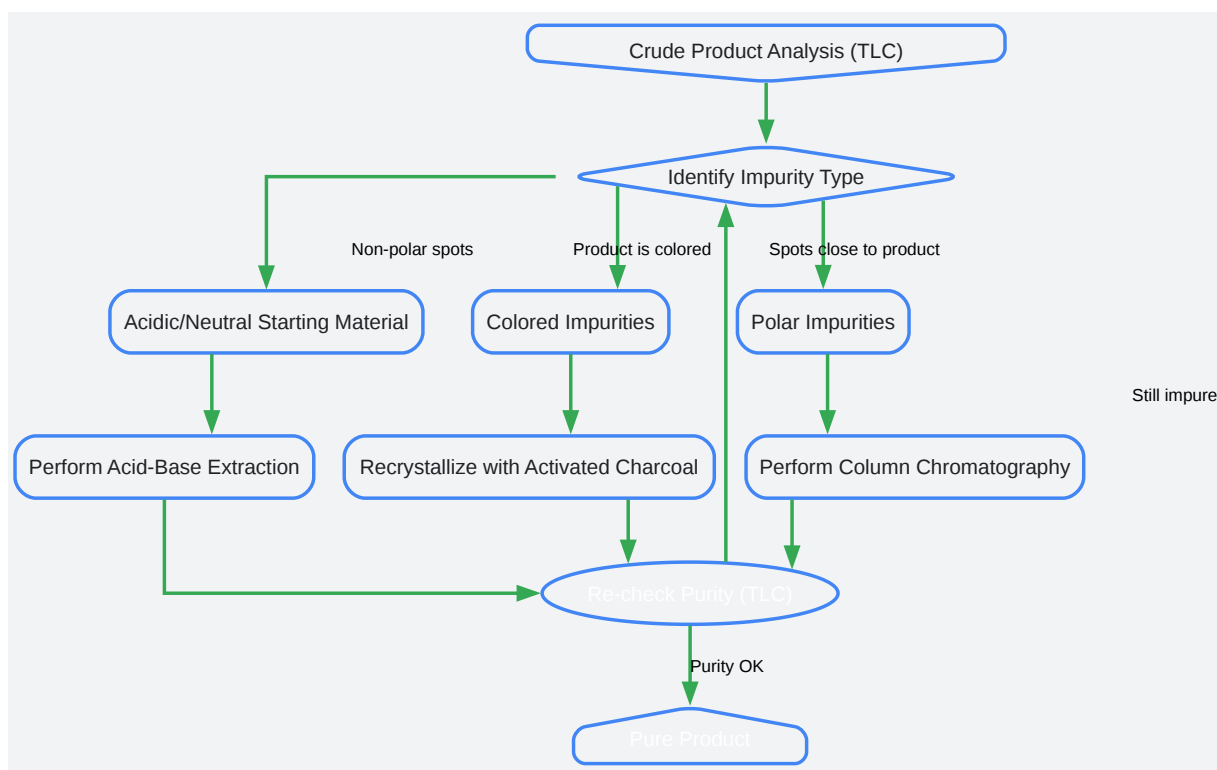 Crude Product Analysis (TLC)
Identify Impurity Type
Non-polar spots
Product is colored
Spots close to product
Acidic/Neutral Starting Material
Colored Impurities
Polar Impurities
Still impure
Perform Acid-Base Extraction
Recrystallize with Activated Charcoal
Perform Column Chromatography
Re-check Purity (TLC)
Purity OK
Pure Product